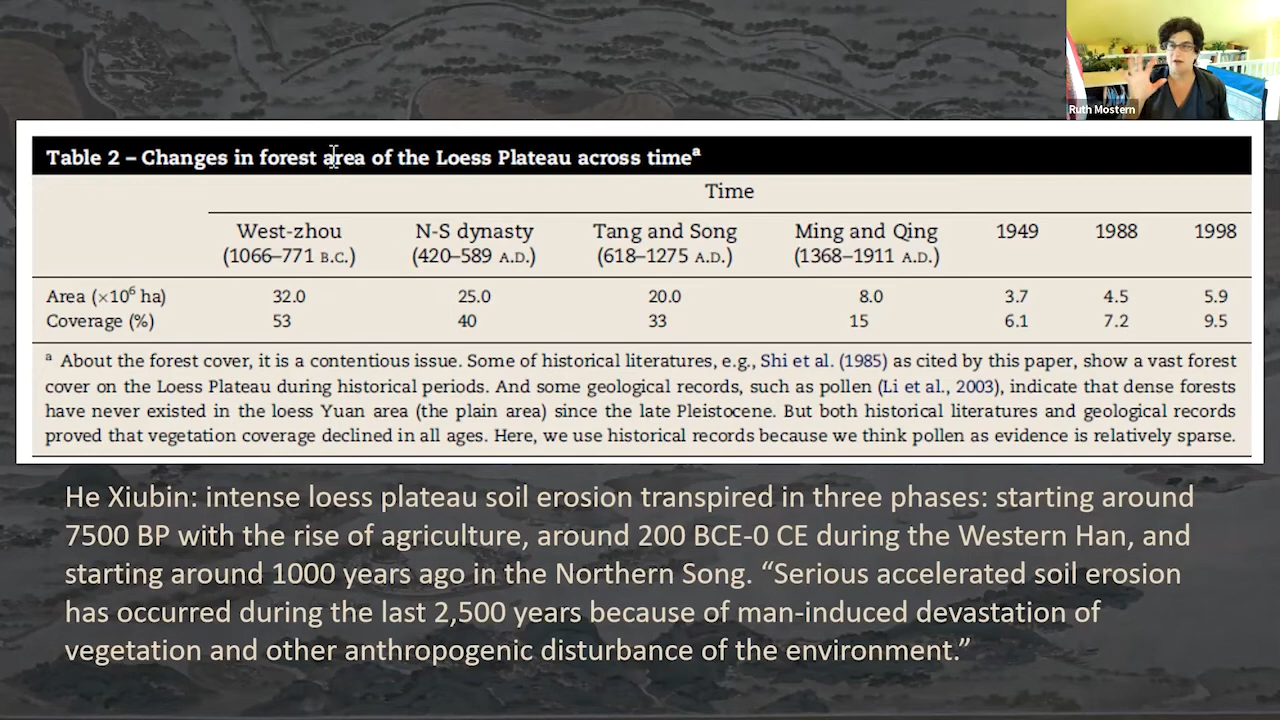 Ruth Mostern
Table 2 – Changes in forest area of the Loess Plateau across timeᵃ
Time
West-zhou N-S dynasty Tang and Song Ming and Qing 1949 1988 1998
(1066–771 B.C.) (420–589 A.D.) (618–1275 A.D.) (1368–1911 A.D.)
Area (×10⁶ ha) 32.0 25.0 20.0 8.0 3.7 4.5 5.9
Coverage (%) 53 40 33 15 6.1 7.2 9.5
ᵃ About the forest cover, it is a contentious issue. Some of historical literatures, e.g., Shi et al. (1985) as cited by this paper, show a vast forest
cover on the Loess Plateau during historical periods. And some geological records, such as pollen (Li et al., 2003), indicate that dense forests
have never existed in the loess Yuan area (the plain area) since the late Pleistocene. But both historical literatures and geological records
proved that vegetation coverage declined in all ages. Here, we use historical records because we think pollen as evidence is relatively sparse.
He Xiubin: intense loess plateau soil erosion transpired in three phases: starting around
7500 BP with the rise of agriculture, around 200 BCE-0 CE during the Western Han, and
starting around 1000 years ago in the Northern Song. “Serious accelerated soil erosion
has occurred during the last 2,500 years because of man-induced devastation of
vegetation and other anthropogenic disturbance of the environment.”